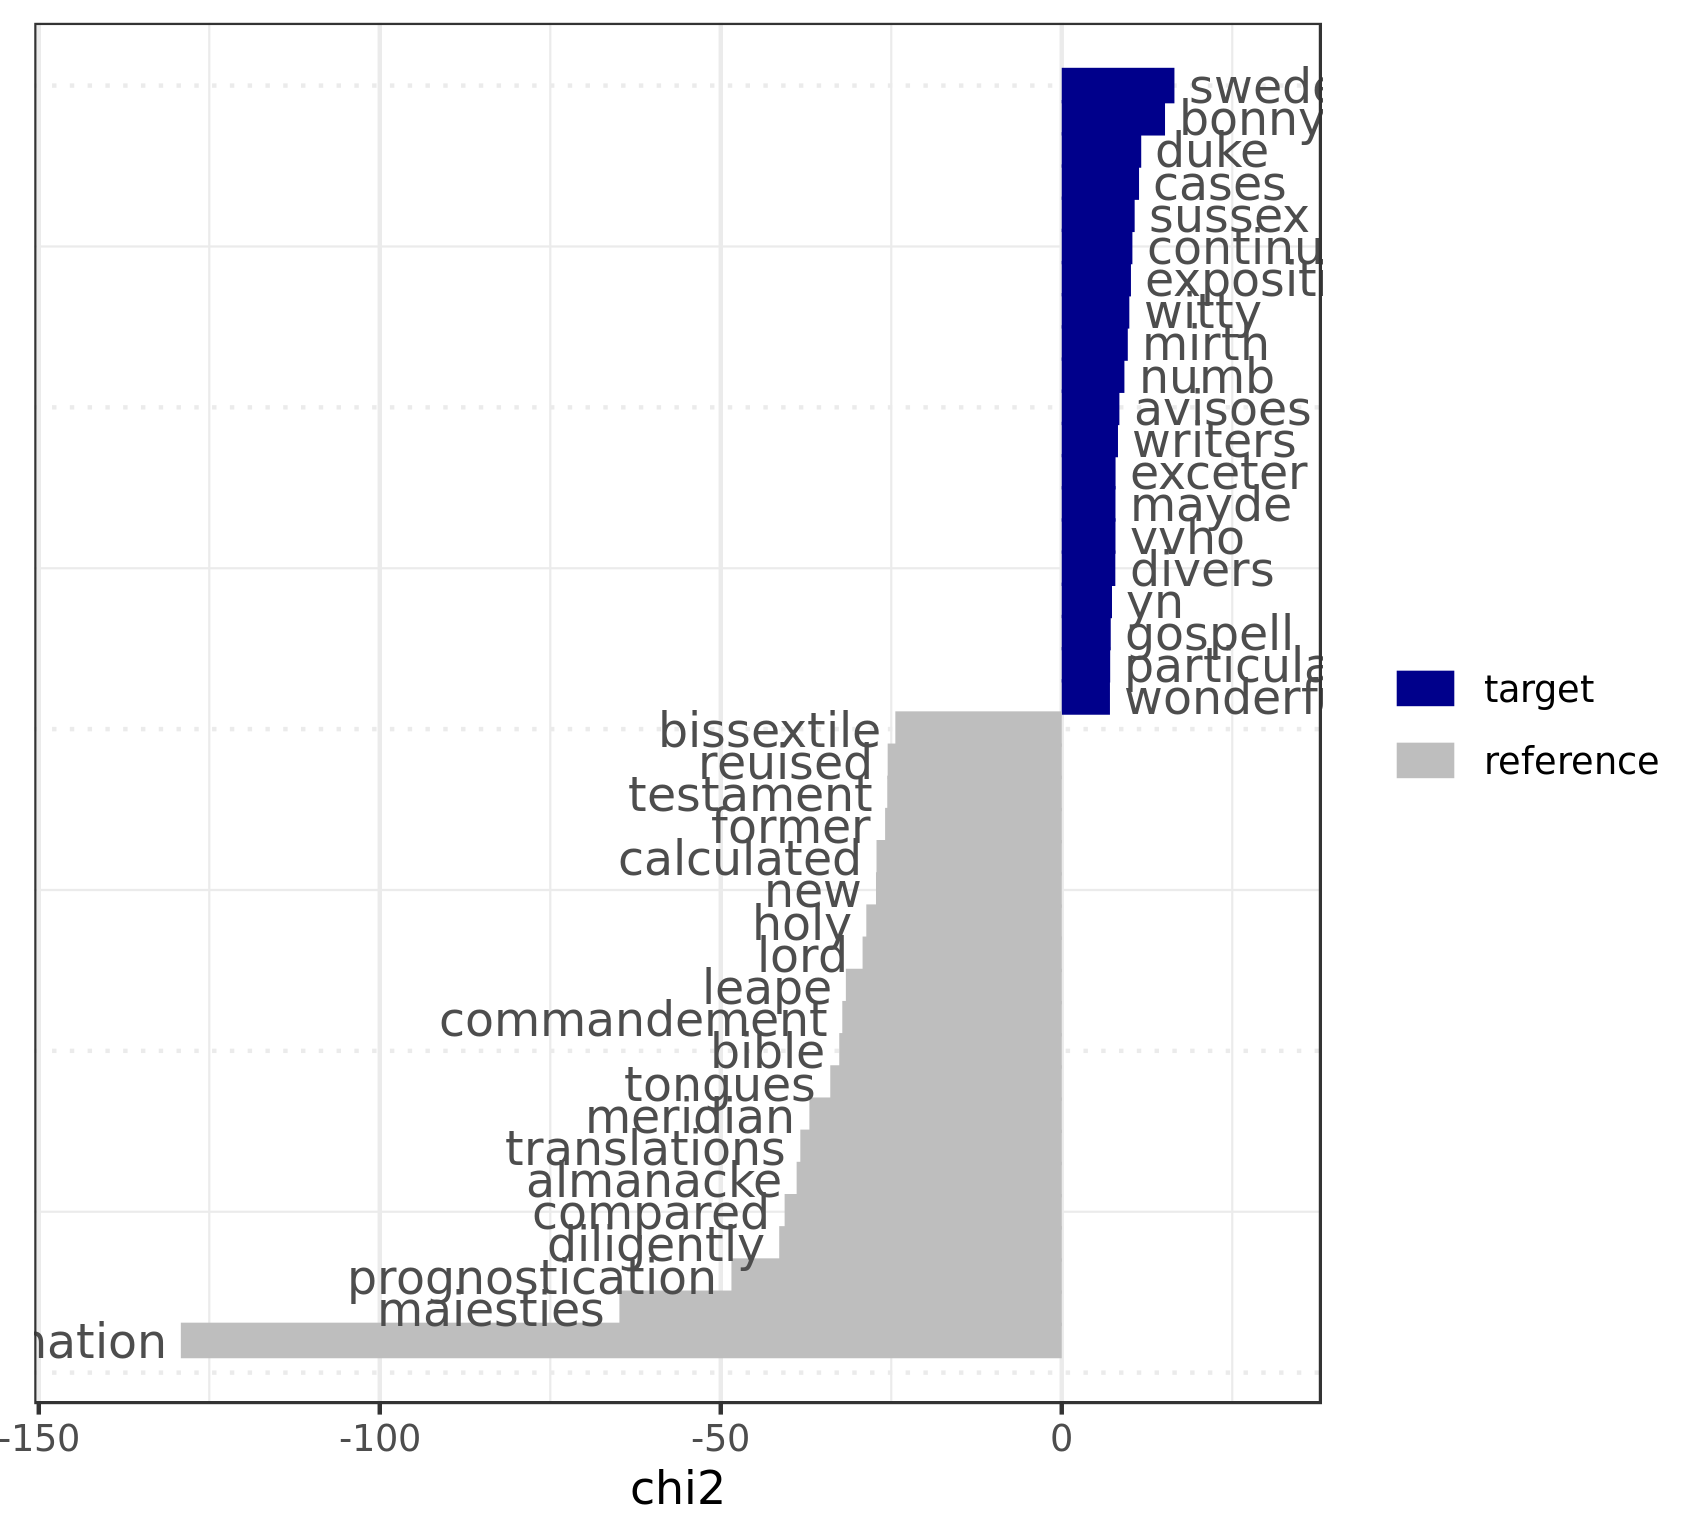 swede
bonny
duke
cases
sussex
continu
exposit
witty
mirth
numb
avisoes
writers
exceter
mayde
vvho
divers
yn
gospell
particula
wonderf
target
reference
bissextile
reuised
testament
former
calculated
new
holy
lord
leape
commandement
bible
tongues
meridian
translations
almanacke
compared
diligently
prognostication
maiesties
nation
-150 -100 -50 0
chi2